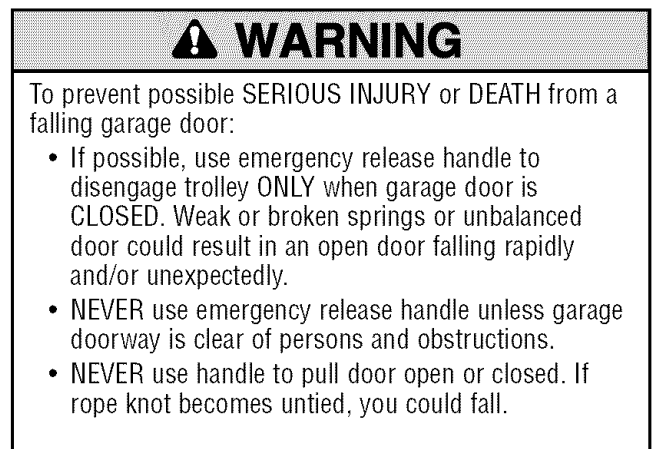 WARNING
To prevent possible SERIOUS INJURY or DEATH from a
falling garage door:
• If possible, use emergency release handle to
disengage trolley ONLY when garage door is
CLOSED. Weak or broken springs or unbalanced
door could result in an open door falling rapidly
and/or unexpectedly.
• NEVER use emergency release handle unless garage
doorway is clear of persons and obstructions.
• NEVER use handle to pull door open or closed. If
rope knot becomes untied, you could fall.